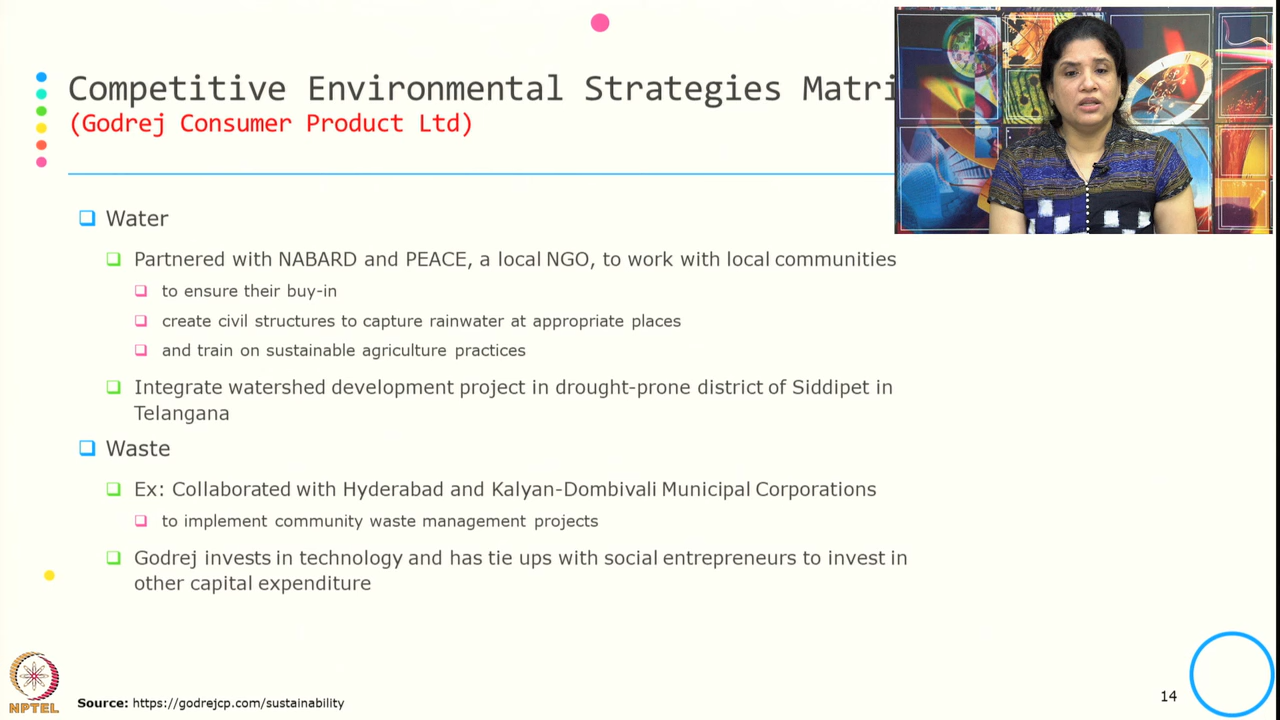 Competitive Environmental Strategies Matri
(Godrej Consumer Product Ltd)
❑ Water
❑ Partnered with NABARD and PEACE, a local NGO, to work with local communities
❑ to ensure their buy-in
❑ create civil structures to capture rainwater at appropriate places
❑ and train on sustainable agriculture practices
❑ Integrate watershed development project in drought-prone district of Siddipet in
Telangana
❑ Waste
❑ Ex: Collaborated with Hyderabad and Kalyan-Dombivali Municipal Corporations
❑ to implement community waste management projects
❑ Godrej invests in technology and has tie ups with social entrepreneurs to invest in
other capital expenditure
NPTEL
Source: https://godrejcp.com/sustainability
14